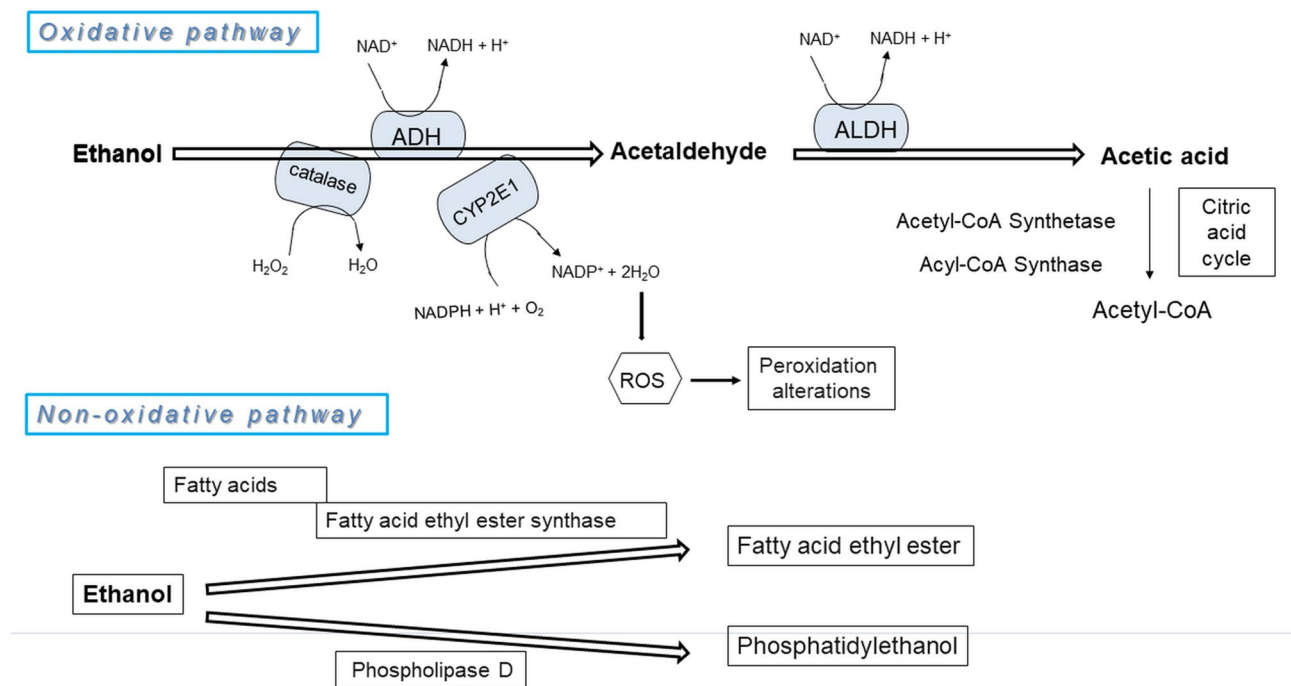 Oxidative pathway
NAD⁺
NADH + H⁺
NAD⁺
NADH + H⁺
ADH
ALDH
Ethanol
Acetaldehyde
Acetic acid
catalase
CYP2E1
H₂O₂
H₂O
NADP⁺ + 2H₂O
NADPH + H⁺ + O₂
Acetyl-CoA Synthetase
Acyl-CoA Synthase
Citric
acid
cycle
Acetyl-CoA
ROS
Peroxidation
alterations
Non-oxidative pathway
Fatty acids
Fatty acid ethyl ester synthase
Fatty acid ethyl ester
Ethanol
Phosphatidylethanol
Phospholipase D